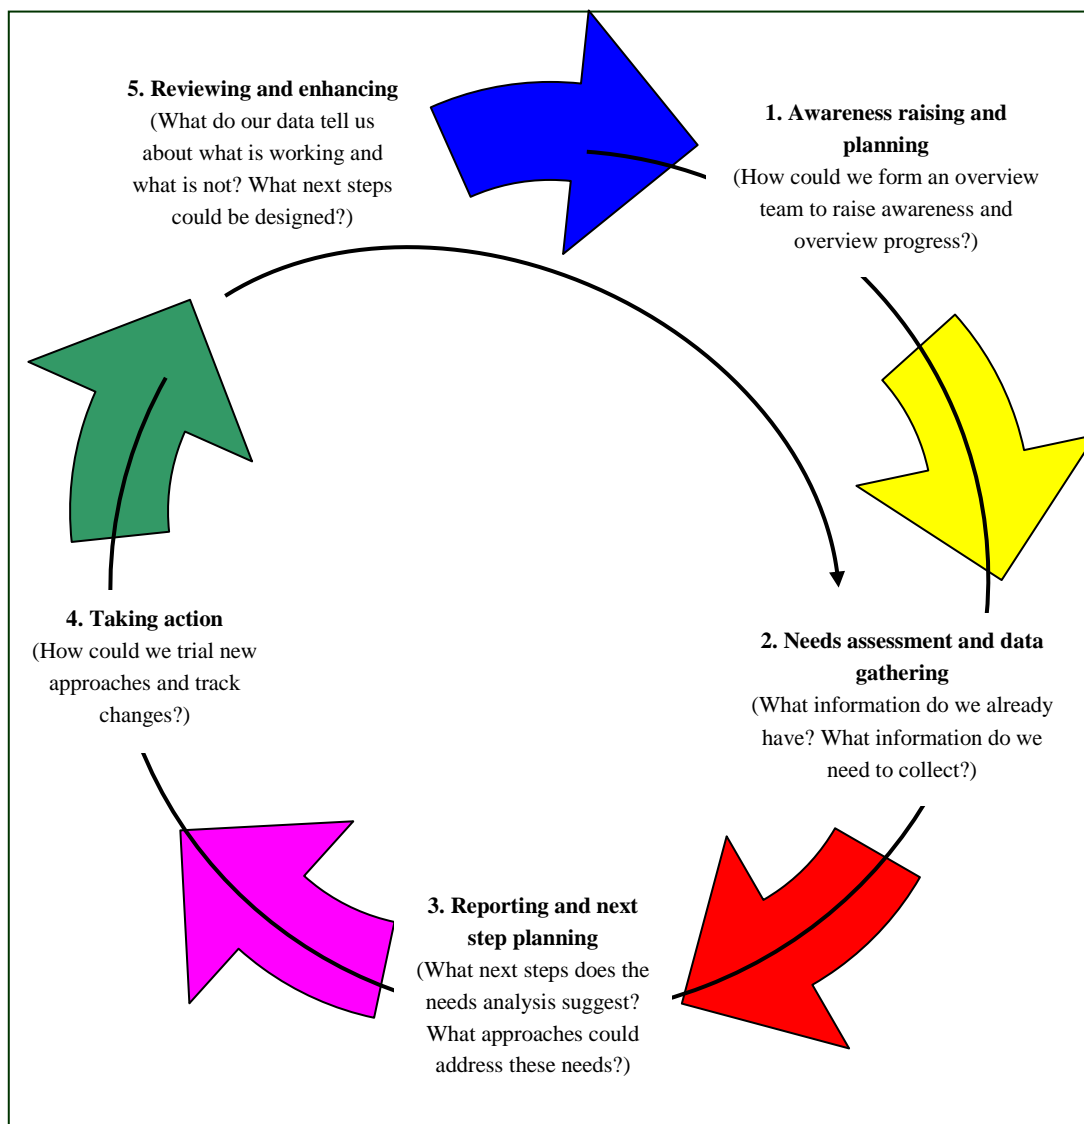 5. Reviewing and enhancing
(What do our data tell us
about what is working and
what is not? What next steps
could be designed?)
1. Awareness raising and
planning
(How could we form an overview
team to raise awareness and
overview progress?)
4. Taking action
(How could we trial new
approaches and track
changes?)
2. Needs assessment and data
gathering
(What information do we already
have? What information do we
need to collect?)
3. Reporting and next
step planning
(What next steps does the
needs analysis suggest?
What approaches could
address these needs?)